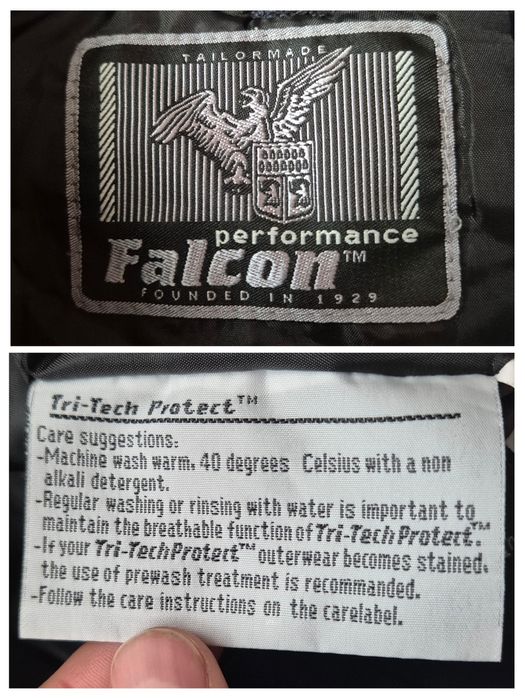 TAILORMADE
performance
Falcon™
FOUNDED IN 1929
Tri-Tech Protect™
Care suggestions:
-Machine wash warm. 40 degrees Celsius with a non
alkali detergent.
-Regular washing or rinsing with water is important to
maintain the breathable function of Tri-Tech Protect.™
-If your Tri-TechProtect™ outerwear becomes stained.
the use of prewash treatment is recommanded.
-Follow the care instructions on the carelabel.